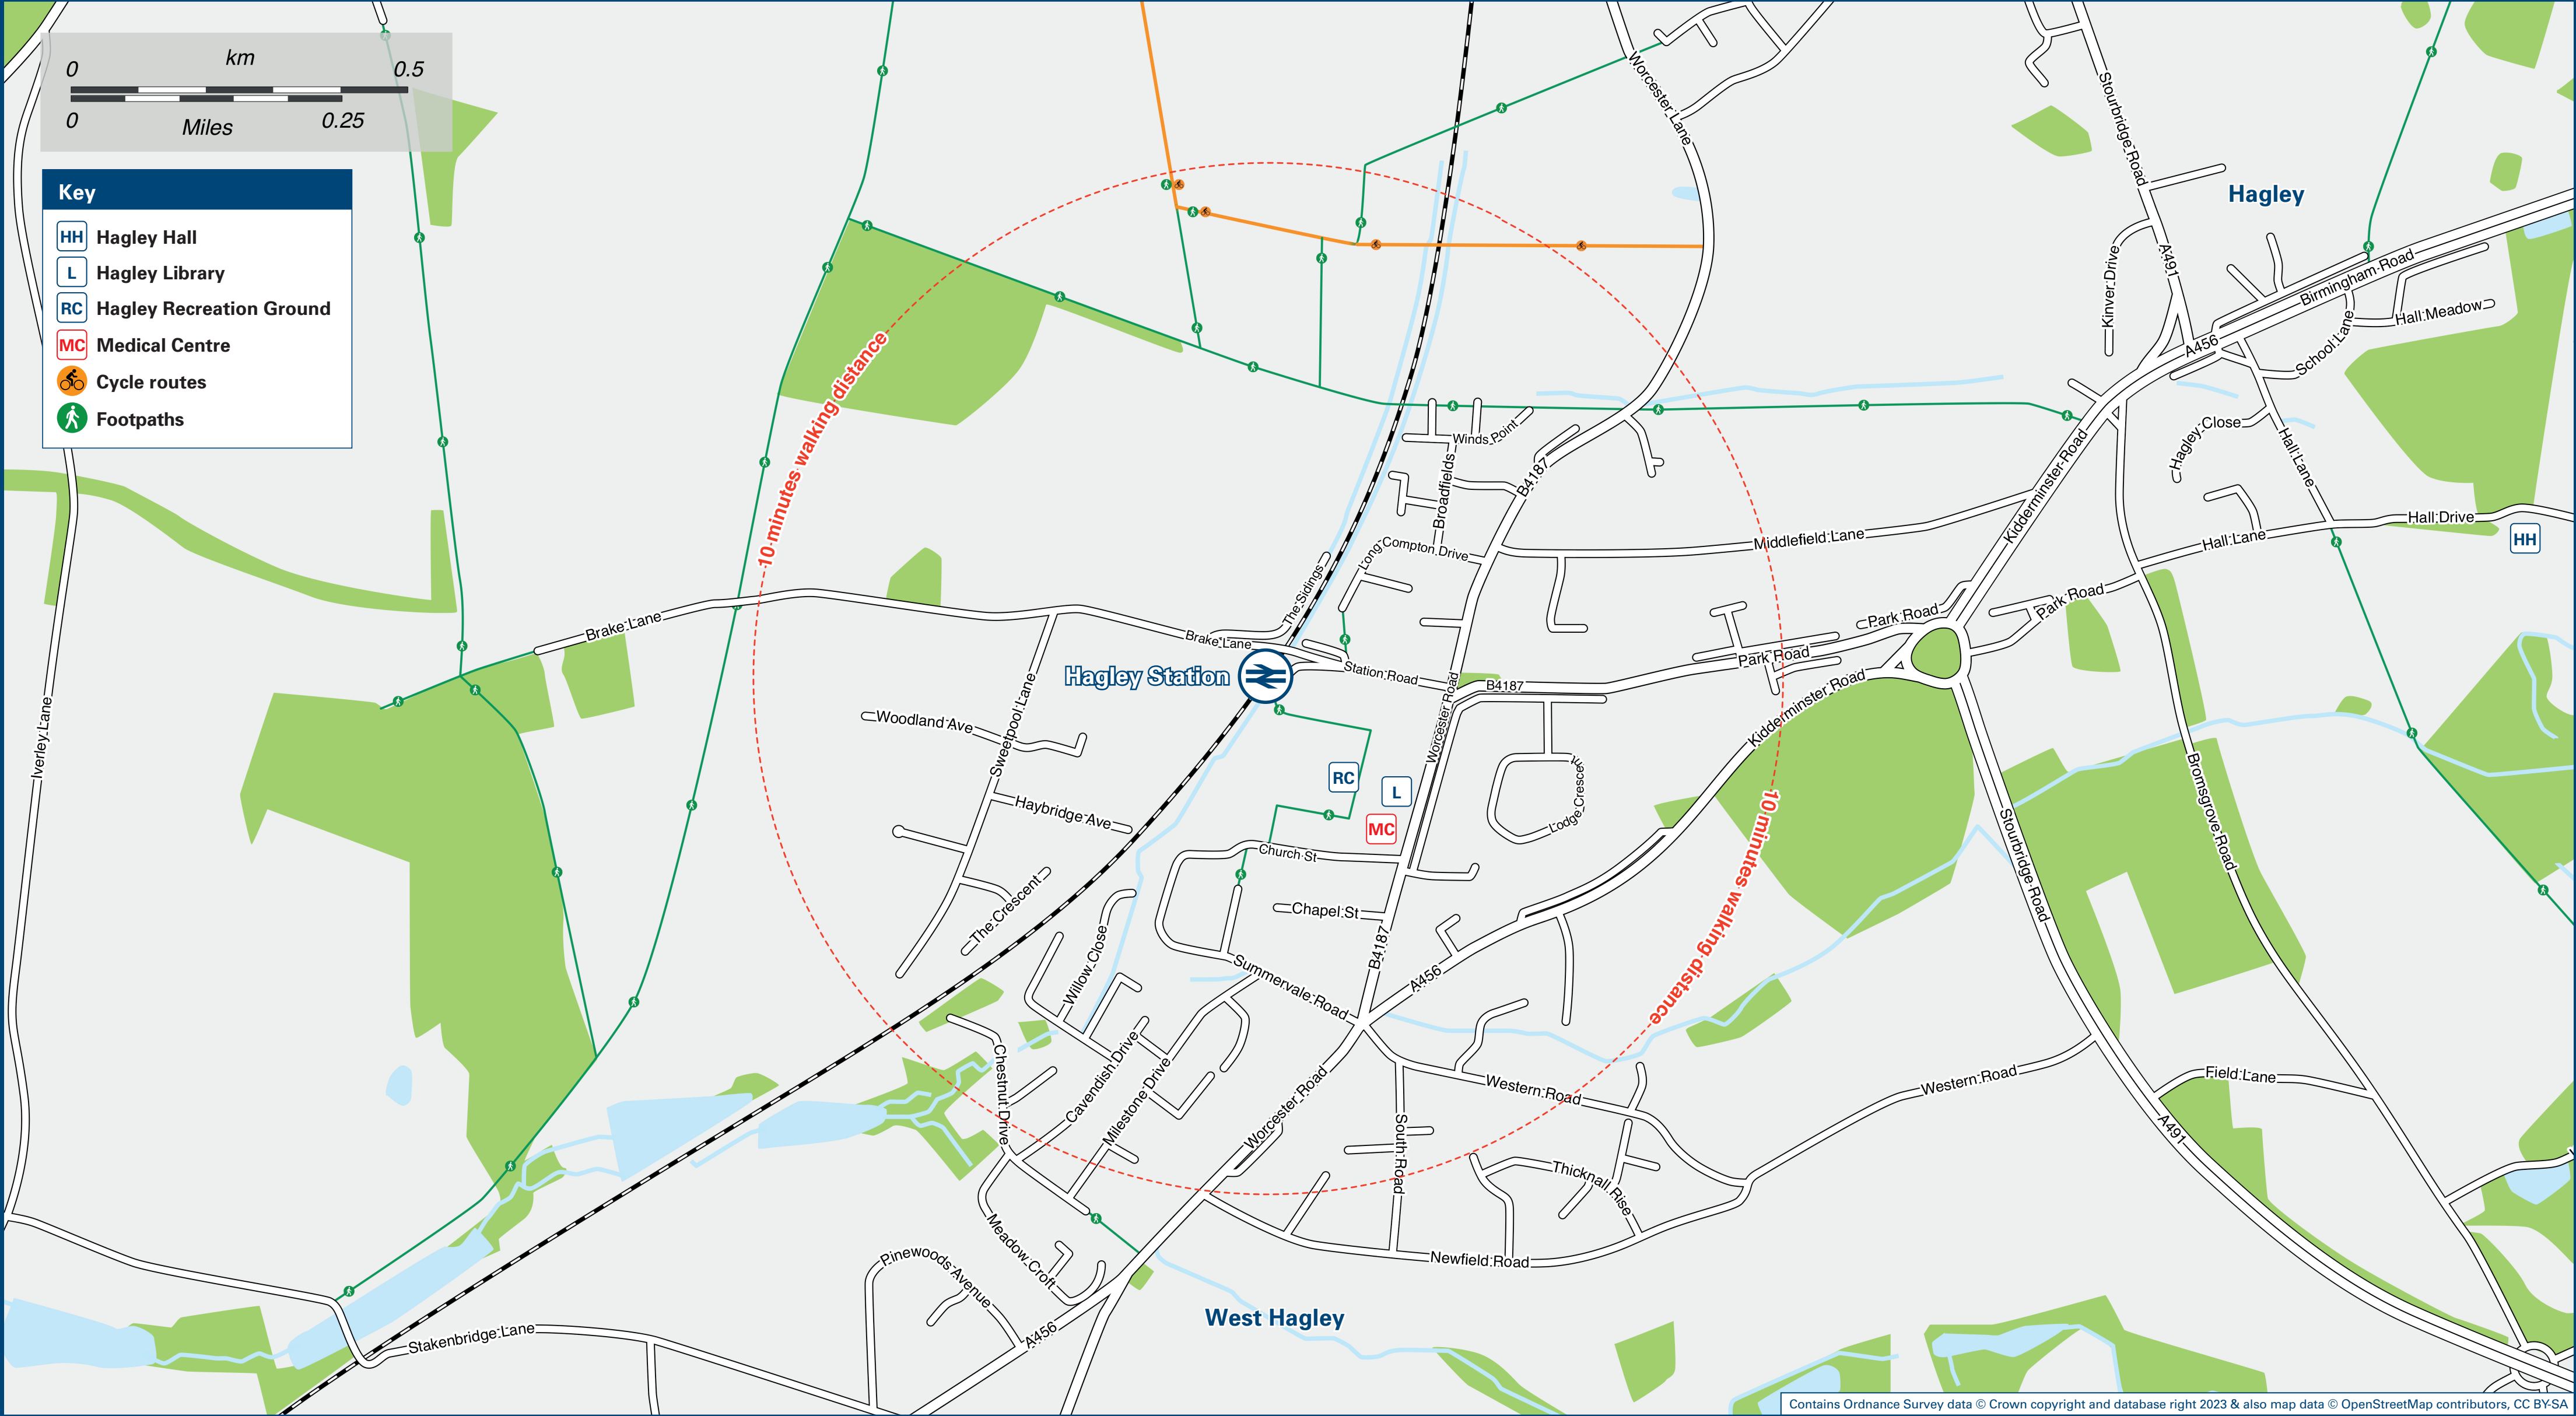 km
0 0.5
0 Miles 0.25
Key
HH Hagley Hall
L Hagley Library
RC Hagley Recreation Ground
MC Medical Centre
Cycle routes
Footpaths
Worcester Lane
Stourbridge Road
Hagley
A491
Kinver Drive
Birmingham Road
Hall Meadow
School Lane
A456
10 minutes walking distance
Winds Point
Hagley Close
Hall Lane
B4187
Broadfields
Kidderminster Road
Hall Drive
HH
Hall Lane
Middlefield Lane
Long Compton Drive
The Sidings
Park Road
Park Road
Brake Lane
Brake Lane
Hagley Station
Station Road
Park Road
B4187
Kidderminster Road
Iverley Lane
Woodland Ave
Sweetpool Lane
Worcester Road
RC
L
MC
Lodge Crescent
Haybridge Ave
Church St
10 minutes walking distance
Stourbridge Road
Bromsgrove Road
The Crescent
Chapel St
B4187
Willow Close
Summervale Road
A456
Chestnut Drive
Cavendish Drive
Milestone Drive
Worcester Road
Western Road
Western Road
Field Lane
South Road
A491
Thicknall Rise
Meadow Croft
Newfield Road
Pinewoods Avenue
West Hagley
A456
Stakenbridge Lane
Contains Ordnance Survey data © Crown copyright and database right 2023 & also map data © OpenStreetMap contributors, CC BY-SA